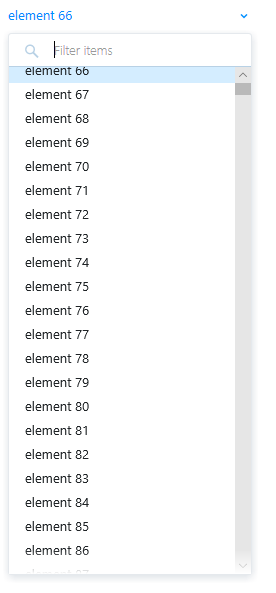 element 66
Filter items
element 66
element 67
element 68
element 69
element 70
element 71
element 72
element 73
element 74
element 75
element 76
element 77
element 78
element 79
element 80
element 81
element 82
element 83
element 84
element 85
element 86
element 87